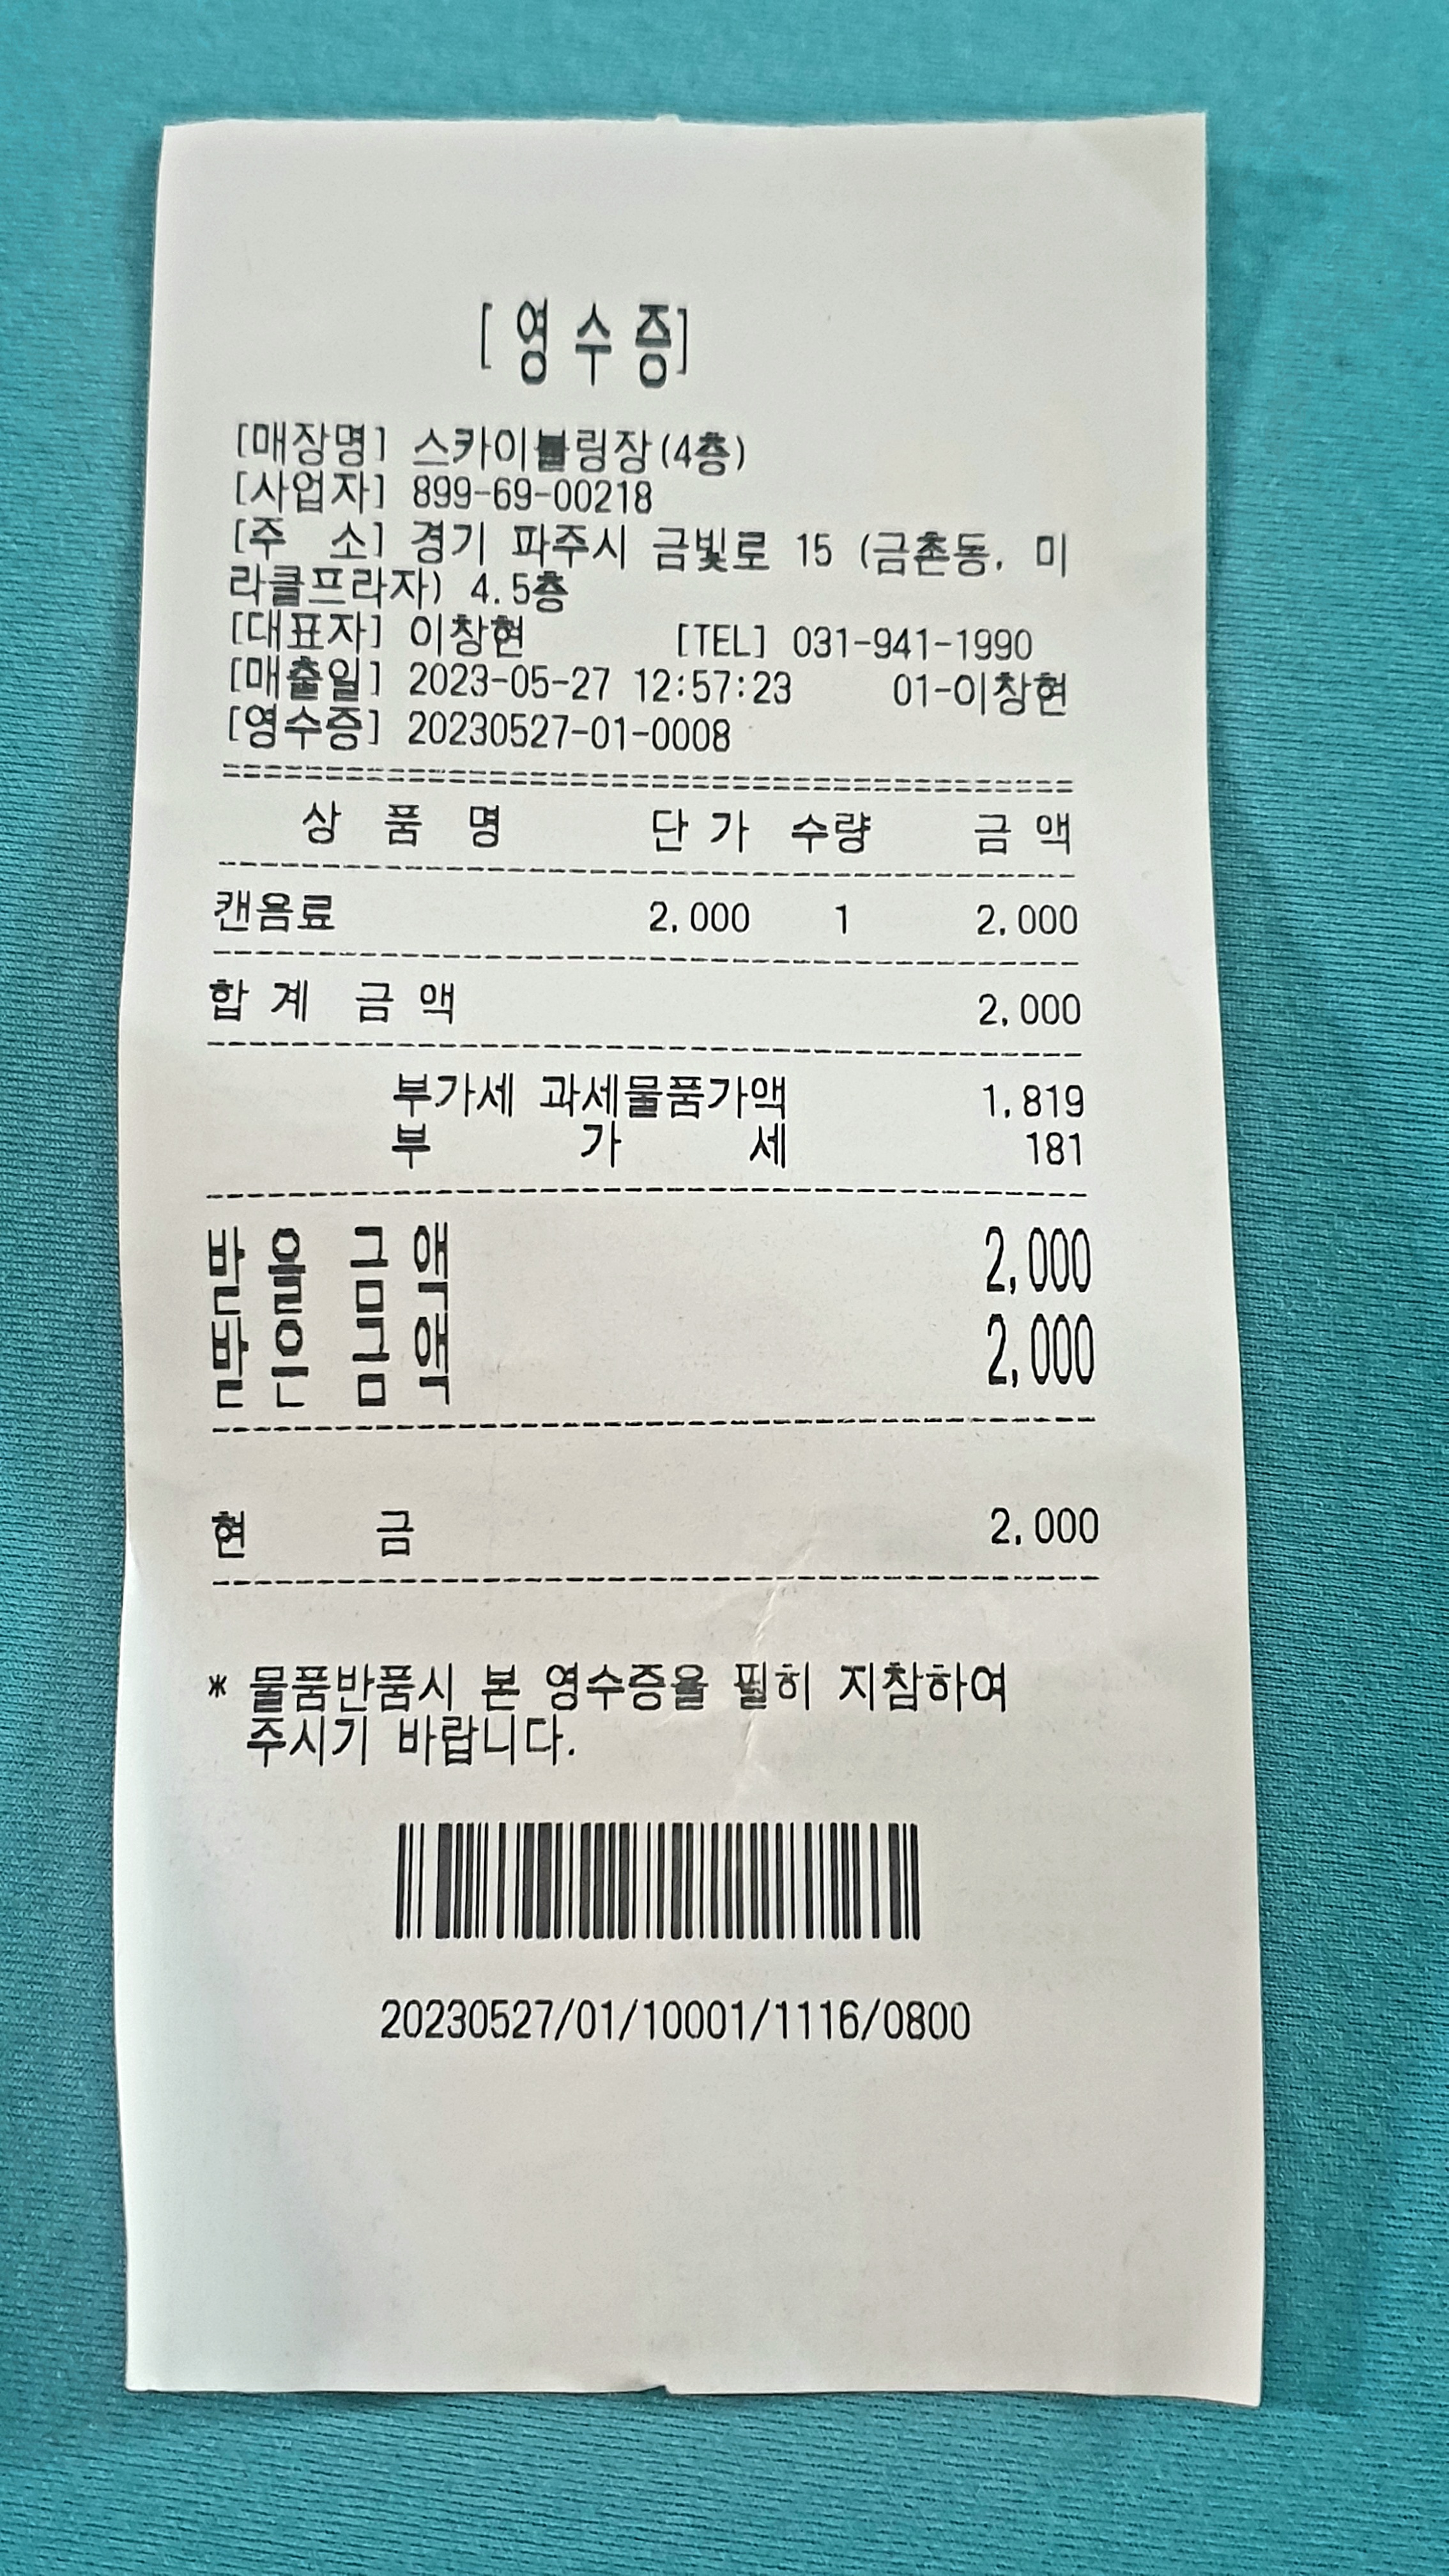 [ 영 수 증]
[매장명] 스카이볼링장(4층)
[사업자] 899-69-00218
[주 소] 경기 파주시 금빛로 15 (금촌동, 미
라클프라자) 4.5층
[대표자] 이창현 [TEL] 031-941-1990
[매출일] 2023-05-27 12:57:23 01-이창현
[영수증] 20230527-01-0008
상 품 명 단 가 수량 금 액
캔음료 2,000 1 2,000
합 계 금 액 2,000
부가세 과세물품가액 1,819
부 가 세 181
받 을 금 액 2,000
받 은 금 액 2,000
현 금 2,000
* 물품반품시 본 영수증을 필히 지참하여
주시기 바랍니다.
20230527/01/10001/1116/0800